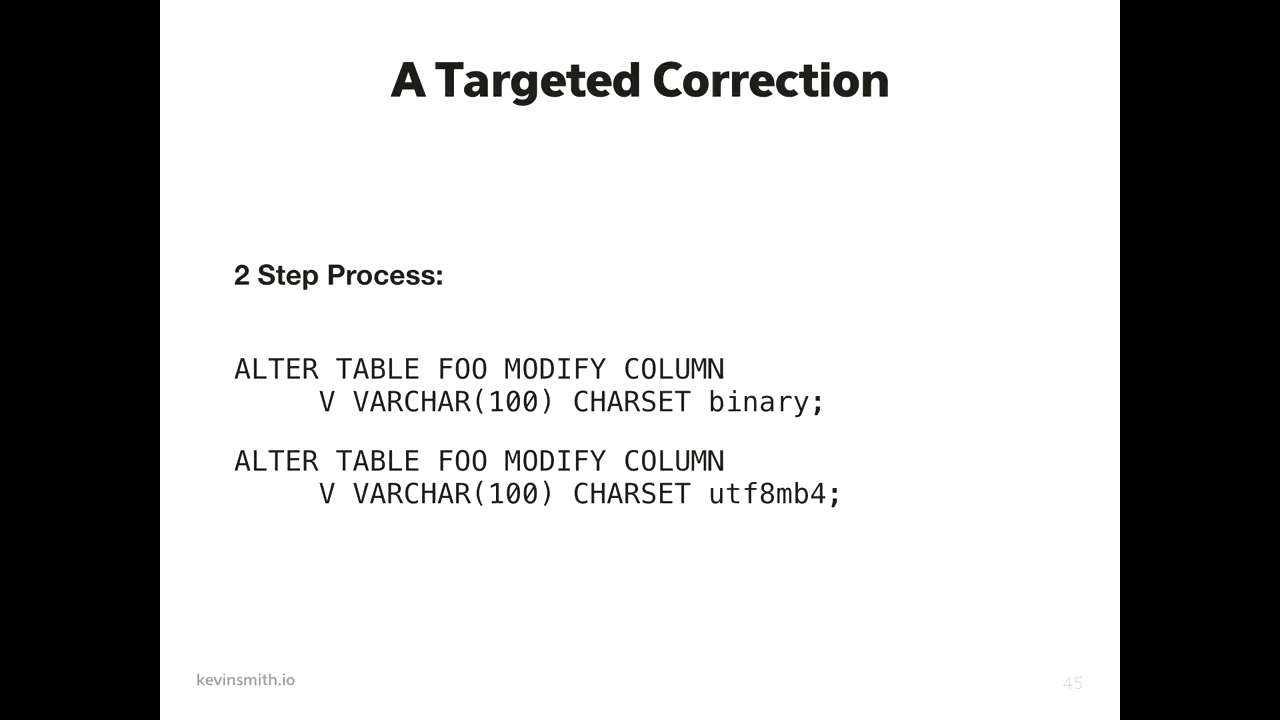 A Targeted Correction
2 Step Process:
ALTER TABLE FOO MODIFY COLUMN
V VARCHAR(100) CHARSET binary;
ALTER TABLE FOO MODIFY COLUMN
V VARCHAR(100) CHARSET utf8mb4;
kevinsmith.io
45